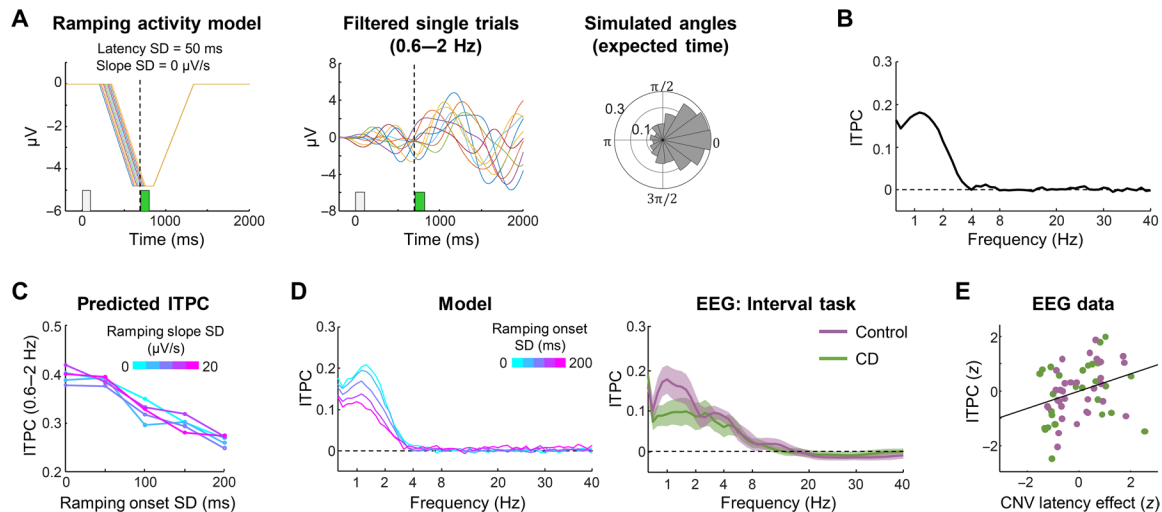 A
Ramping activity model
Latency SD = 50 ms
Slope SD = 0 μV/s
μV
0
−2
−4
−6
0
1000
2000
Time (ms)
Filtered single trials
(0.6—2 Hz)
μV
8
4
0
−4
−8
0
1000
2000
Time (ms)
Simulated angles
(expected time)
π/2
0.3
0.1
π
0
3π/2
B
ITPC
0.3
0.2
0.1
0
1
2
4
8
20
30
40
Frequency (Hz)
C
Predicted ITPC
Ramping slope SD
(μV/s)
0
20
ITPC (0.6—2 Hz)
0.5
0.4
0.3
0.2
0
50
100
150
200
Ramping onset SD (ms)
D
Model
Ramping onset
SD (ms)
0
200
ITPC
0.3
0.2
0.1
0
1
2
4
8
20
30
40
Frequency (Hz)
EEG: Interval task
Control
CD
ITPC
0.3
0.2
0.1
0
1
2
4
8
20
30
40
Frequency (Hz)
E
EEG data
ITPC (z)
2
0
−2
−2
0
2
CNV latency effect (z)